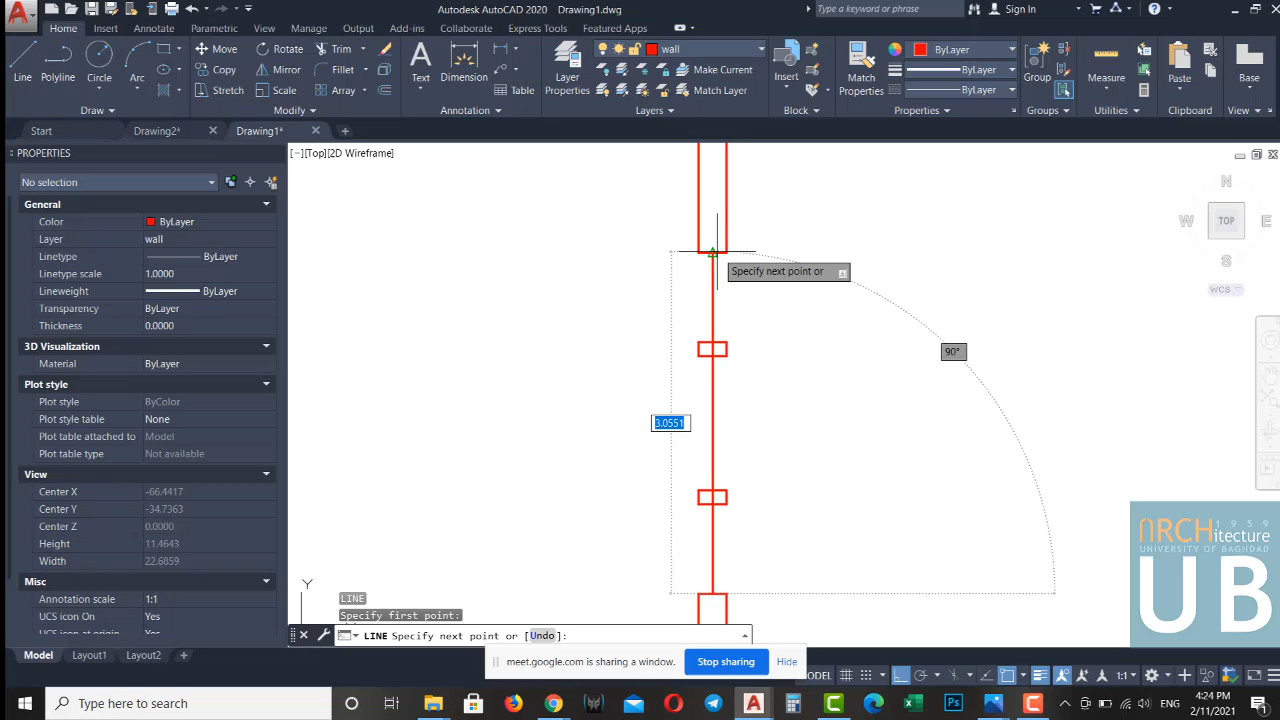 Autodesk AutoCAD 2020 Drawing1.dwg
Type a keyword or phrase
Sign In
Home Insert Annotate Parametric View Manage Output Add-ins Collaborate Express Tools Featured Apps
Line Polyline Circle Arc
Move Rotate Trim
Copy Mirror Fillet
Stretch Scale Array
Text Dimension Table
Layer Properties
wall
Make Current
Match Layer
Insert
Match Properties
ByLayer
ByLayer
ByLayer
Group
Measure
Paste
Base
Draw Modify Annotation Layers Block Properties Groups Utilities Clipboard View
Start Drawing2* Drawing1*
PROPERTIES
[−][Top][2D Wireframe]
No selection
General
Color ByLayer
Layer wall
Linetype ByLayer
Linetype scale 1.0000
Lineweight ByLayer
Transparency ByLayer
Thickness 0.0000
3D Visualization
Material ByLayer
Plot style
Plot style ByColor
Plot style table None
Plot table attached to Model
Plot table type Not available
View
Center X -66.4417
Center Y -34.7363
Center Z 0.0000
Height 11.4643
Width 22.6859
Misc
Annotation scale 1:1
UCS icon On Yes
UCS icon at origin Yes
N
W TOP E
S
WCS
Specify next point or
90°
3.0551
Y
1959
ARCHitecture
UNIVERSITY OF BAGHDAD
UB
LINE
Specify first point:
LINE Specify next point or [Undo]:
Model Layout1 Layout2
meet.google.com is sharing a window. Stop sharing Hide
MODEL
1:1
Type here to search
Ps
ENG
4:24 PM
2/11/2021